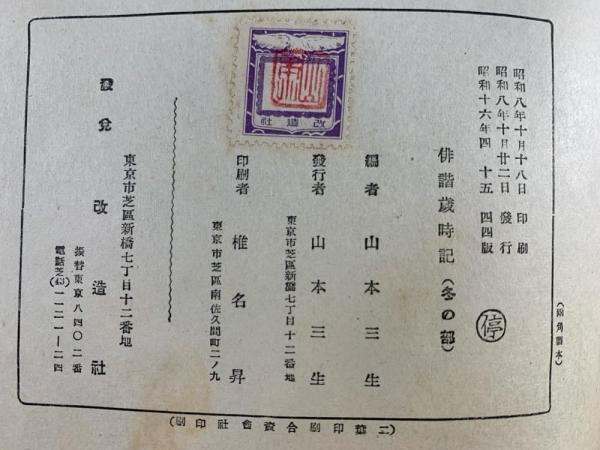 昭和八年十月十八日 印刷
昭和八年十月廿二日 發行
昭和十六年四 十五 四四版
俳諧歳時記(冬の部)
停
編者 山本三生
發行者 山本三生
東京市芝區新橋七丁目十二番地
印刷者 椎名昇
東京市芝區南佐久間町二ノ九
改造社
發兌 改造社
東京市芝區新橋七丁目十二番地
振替東京八四〇二番
電話芝(43)一一二一―二四
(二葉印刷合資會社印刷)